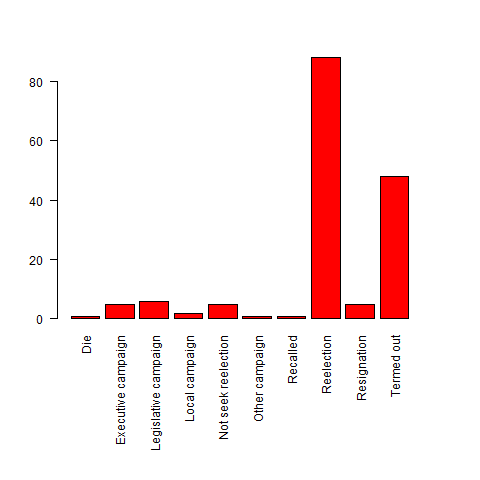 80
60
40
20
0
Die
Executive campaign
Legislative campaign
Local campaign
Not seek reelection
Other campaign
Recalled
Reelection
Resignation
Termed out